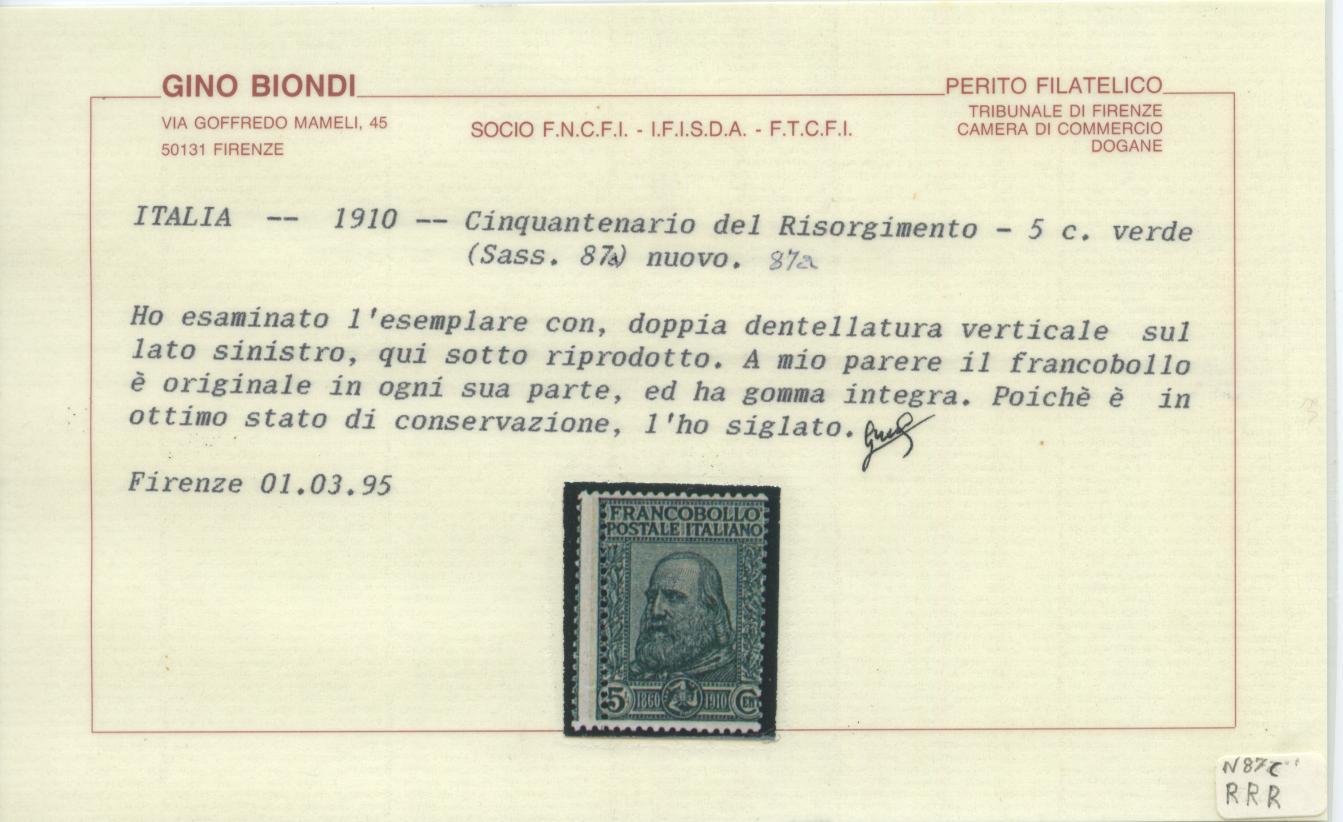 GINO BIONDI
VIA GOFFREDO MAMELI, 45
50131 FIRENZE
SOCIO F.N.C.F.I. - I.F.I.S.D.A. - F.T.C.F.I.
PERITO FILATELICO
TRIBUNALE DI FIRENZE
CAMERA DI COMMERCIO
DOGANE
ITALIA -- 1910 -- Cinquantenario del Risorgimento - 5 c. verde
(Sass. 87a) nuovo. 87a
Ho esaminato l'esemplare con, doppia dentellatura verticale sul
lato sinistro, qui sotto riprodotto. A mio parere il francobollo
è originale in ogni sua parte, ed ha gomma integra. Poichè è in
ottimo stato di conservazione, l'ho siglato.
Firenze 01.03.95
FRANCOBOLLO
POSTALE ITALIANO
5 1860 1910 Cen
N87c
RRR